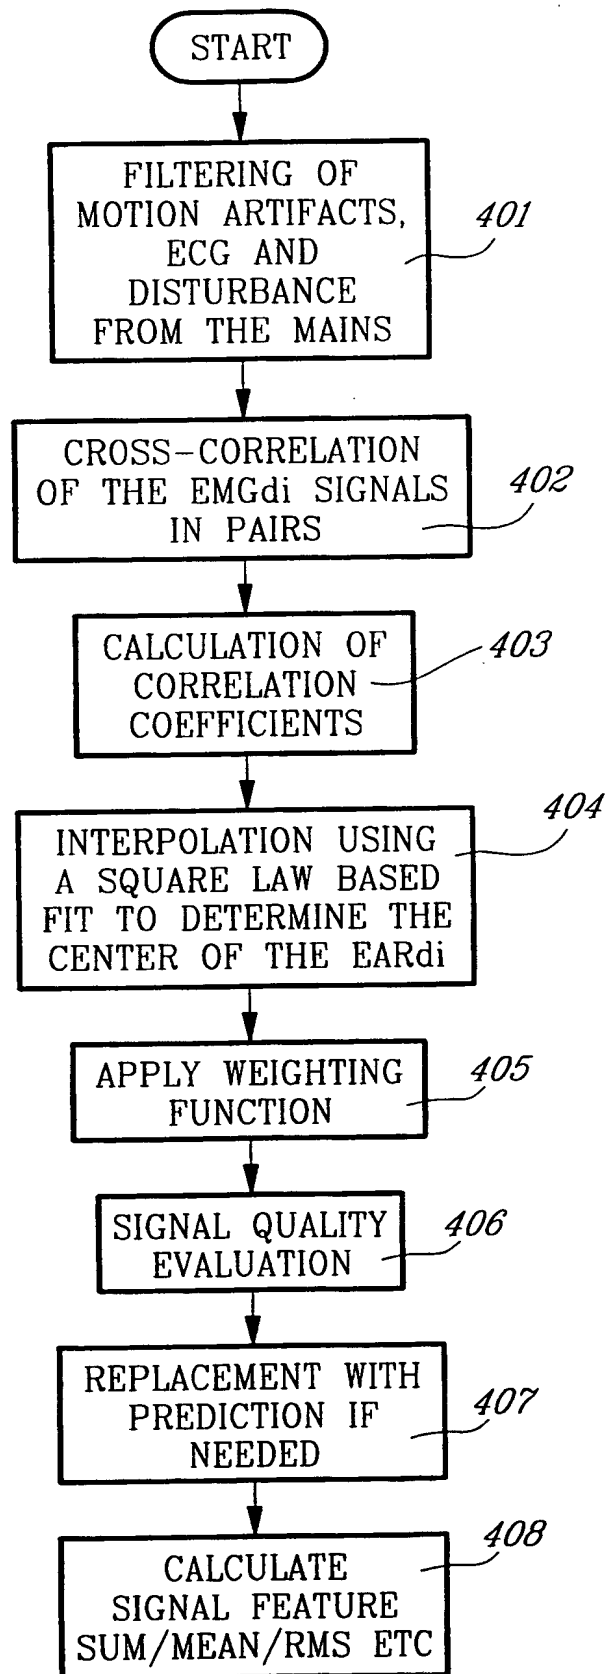 START
FILTERING OF
MOTION ARTIFACTS,
ECG AND
DISTURBANCE
FROM THE MAINS
401
CROSS-CORRELATION
OF THE EMGdi SIGNALS
IN PAIRS
402
CALCULATION OF
CORRELATION
COEFFICIENTS
403
INTERPOLATION USING
A SQUARE LAW BASED
FIT TO DETERMINE THE
CENTER OF THE EARdi
404
APPLY WEIGHTING
FUNCTION
405
SIGNAL QUALITY
EVALUATION
406
REPLACEMENT WITH
PREDICTION IF
NEEDED
407
CALCULATE
SIGNAL FEATURE
SUM/MEAN/RMS ETC
408